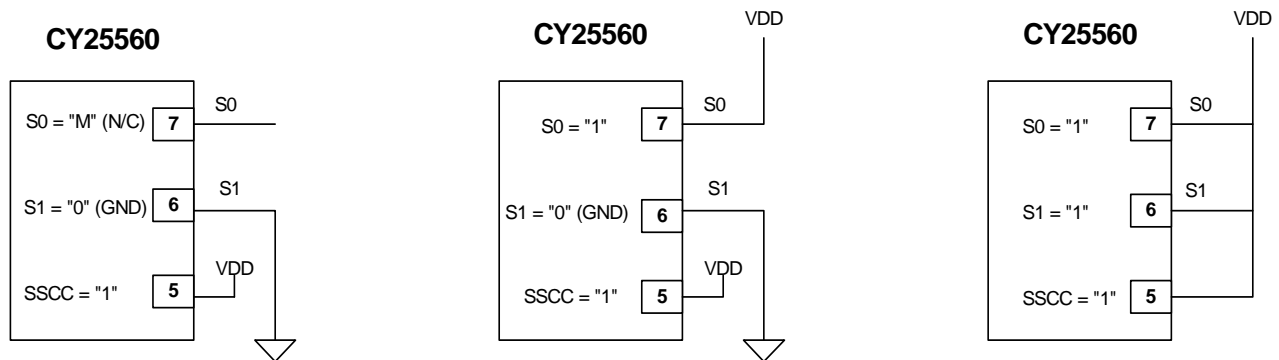 CY25560
S0 = "M" (N/C)
7
S0
S1 = "0" (GND)
6
S1
SSCC = "1"
5
VDD
CY25560
VDD
S0 = "1"
7
S0
S1 = "0" (GND)
6
S1
SSCC = "1"
5
VDD
CY25560
VDD
S0 = "1"
7
S0
S1 = "1"
6
S1
SSCC = "1"
5